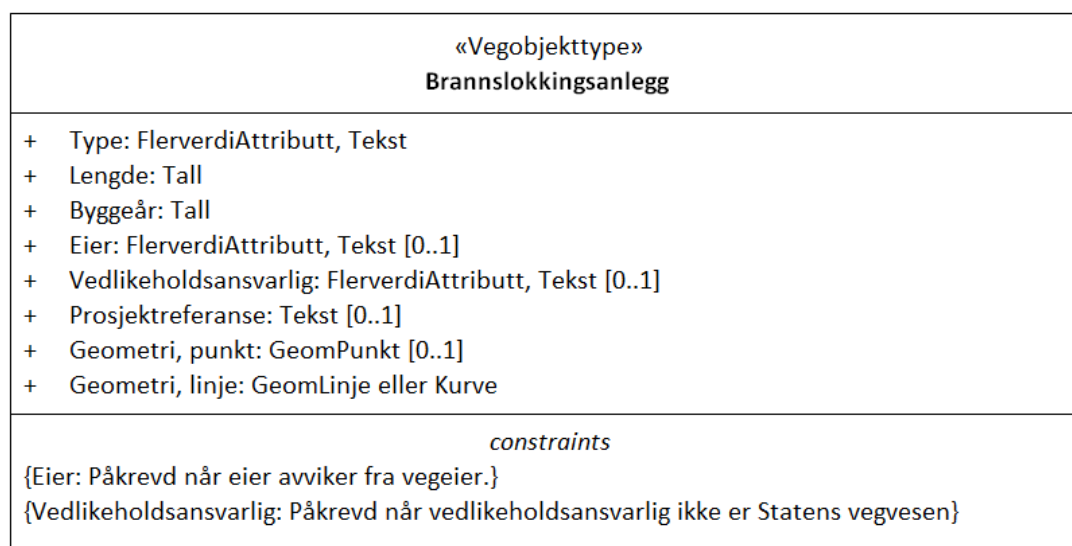 «Vegobjekttype»
Brannslokkingsanlegg
+ Type: FlerverdiAttributt, Tekst
+ Lengde: Tall
+ Byggeår: Tall
+ Eier: FlerverdiAttributt, Tekst [0..1]
+ Vedlikeholdsansvarlig: FlerverdiAttributt, Tekst [0..1]
+ Prosjektreferanse: Tekst [0..1]
+ Geometri, punkt: GeomPunkt [0..1]
+ Geometri, linje: GeomLinje eller Kurve
constraints
{Eier: Påkrevd når eier avviker fra vegeier.}
{Vedlikeholdsansvarlig: Påkrevd når vedlikeholdsansvarlig ikke er Statens vegvesen}